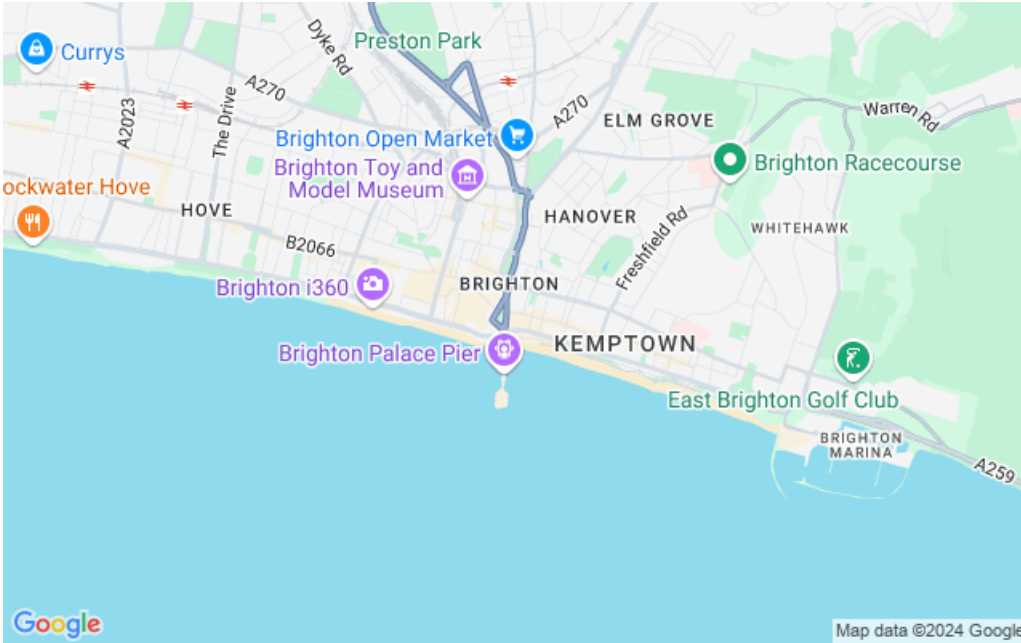 Preston Park
Dyke Rd
Currys
A270
A2023
The Drive
A270
Warren Rd
ELM GROVE
Brighton Open Market
Brighton Racecourse
Brighton Toy and
Model Museum
ockwater Hove
HOVE
HANOVER
Freshfield Rd
WHITEHAWK
B2066
Brighton i360
BRIGHTON
Brighton Palace Pier
KEMPTOWN
East Brighton Golf Club
BRIGHTON
MARINA
A259
Google
Map data ©2024 Google